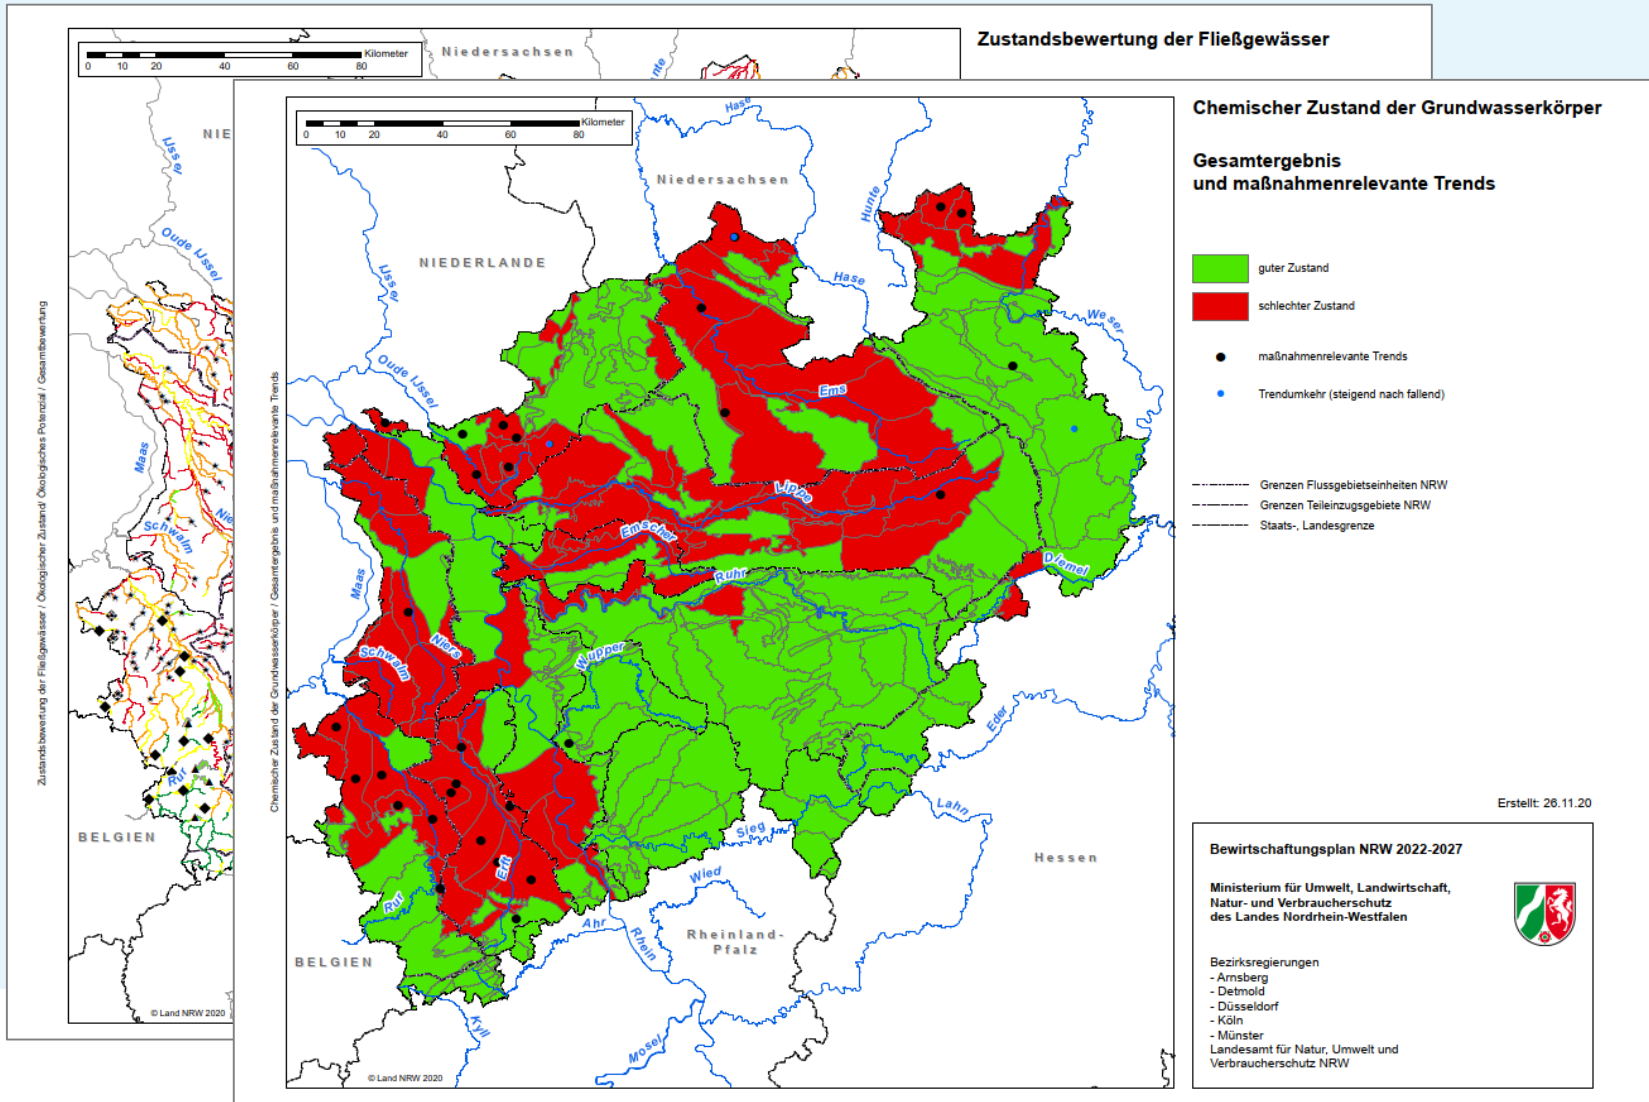 Zustandsbewertung der Fließgewässer
Kilometer
0 10 20 40 60 80
Niedersachsen
NIE
IJssel
Oude IJssel
Maas
Schwalm
Nie
Rur
BELGIEN
© Land NRW 2020
Zustandsbewertung der Fließgewässer / Ökologischer Zustand/ Ökologisches Potenzial / Gesamtbewertung
Chemischer Zustand der Grundwasserkörper / Gesamtergebnis und maßnahmenrelevante Trends
Kilometer
0 10 20 40 60 80
Hase
Niedersachsen
Hunte
NIEDERLANDE
IJssel
Hase
Weser
Oude IJssel
Ems
Lippe
Emscher
Maas
Ruhr
Diemel
Niers
Schwalm
Wupper
Eder
Lahn
Sieg
Hessen
Erft
Wied
Rur
Ahr
Rhein
Rheinland-
Pfalz
BELGIEN
Kyll
Mosel
© Land NRW 2020
Chemischer Zustand der Grundwasserkörper
Gesamtergebnis
und maßnahmenrelevante Trends
guter Zustand
schlechter Zustand
maßnahmenrelevante Trends
Trendumkehr (steigend nach fallend)
Grenzen Flussgebietseinheiten NRW
Grenzen Teileinzugsgebiete NRW
Staats-, Landesgrenze
Erstellt: 26.11.20
Bewirtschaftungsplan NRW 2022-2027
Ministerium für Umwelt, Landwirtschaft,
Natur- und Verbraucherschutz
des Landes Nordrhein-Westfalen
Bezirksregierungen
- Arnsberg
- Detmold
- Düsseldorf
- Köln
- Münster
Landesamt für Natur, Umwelt und
Verbraucherschutz NRW